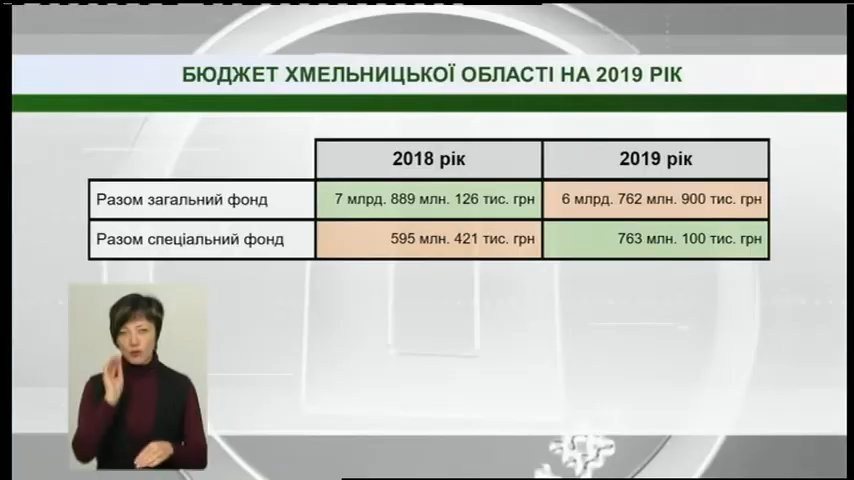 БЮДЖЕТ ХМЕЛЬНИЦЬКОЇ ОБЛАСТІ НА 2019 РІК
2018 рік 2019 рік
Разом загальний фонд 7 млрд. 889 млн. 126 тис. грн 6 млрд. 762 млн. 900 тис. грн
Разом спеціальний фонд 595 млн. 421 тис. грн 763 млн. 100 тис. грн